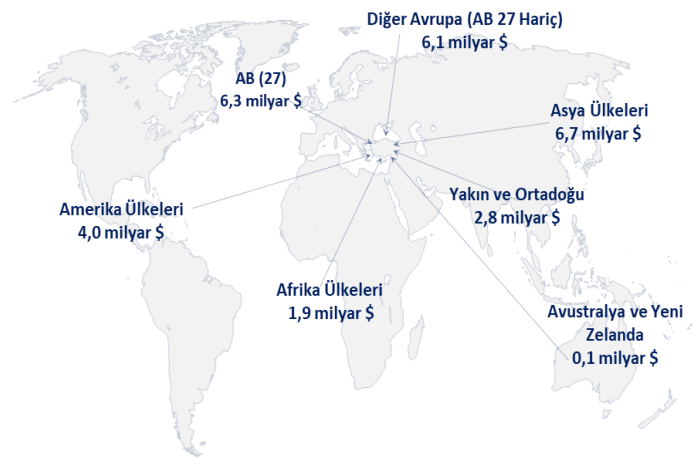 Diğer Avrupa (AB 27 Hariç)
6,1 milyar $
AB (27)
6,3 milyar $
Asya Ülkeleri
6,7 milyar $
Yakın ve Ortadoğu
2,8 milyar $
Amerika Ülkeleri
4,0 milyar $
Afrika Ülkeleri
1,9 milyar $
Avustralya ve Yeni
Zelanda
0,1 milyar $